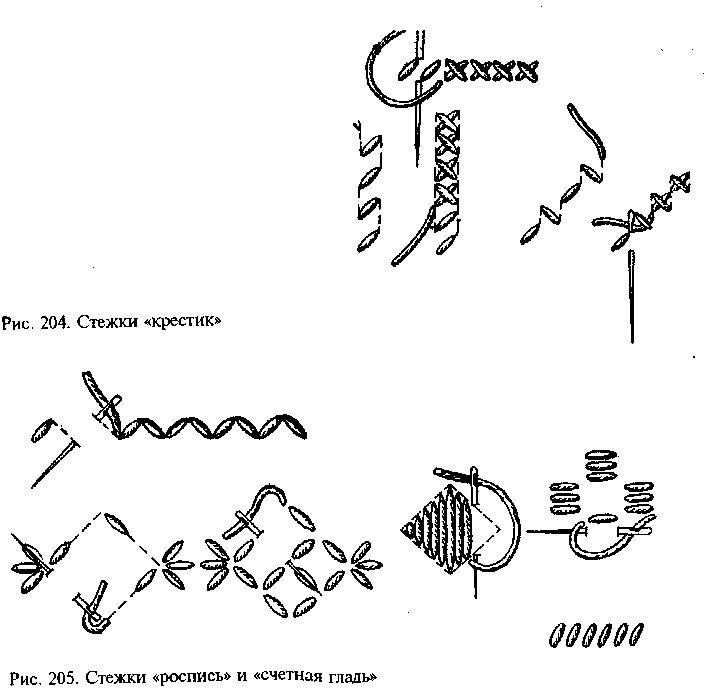 Рис. 204. Стежки «крестик»
Рис. 205. Стежки «роспись» и «счетная гладь»